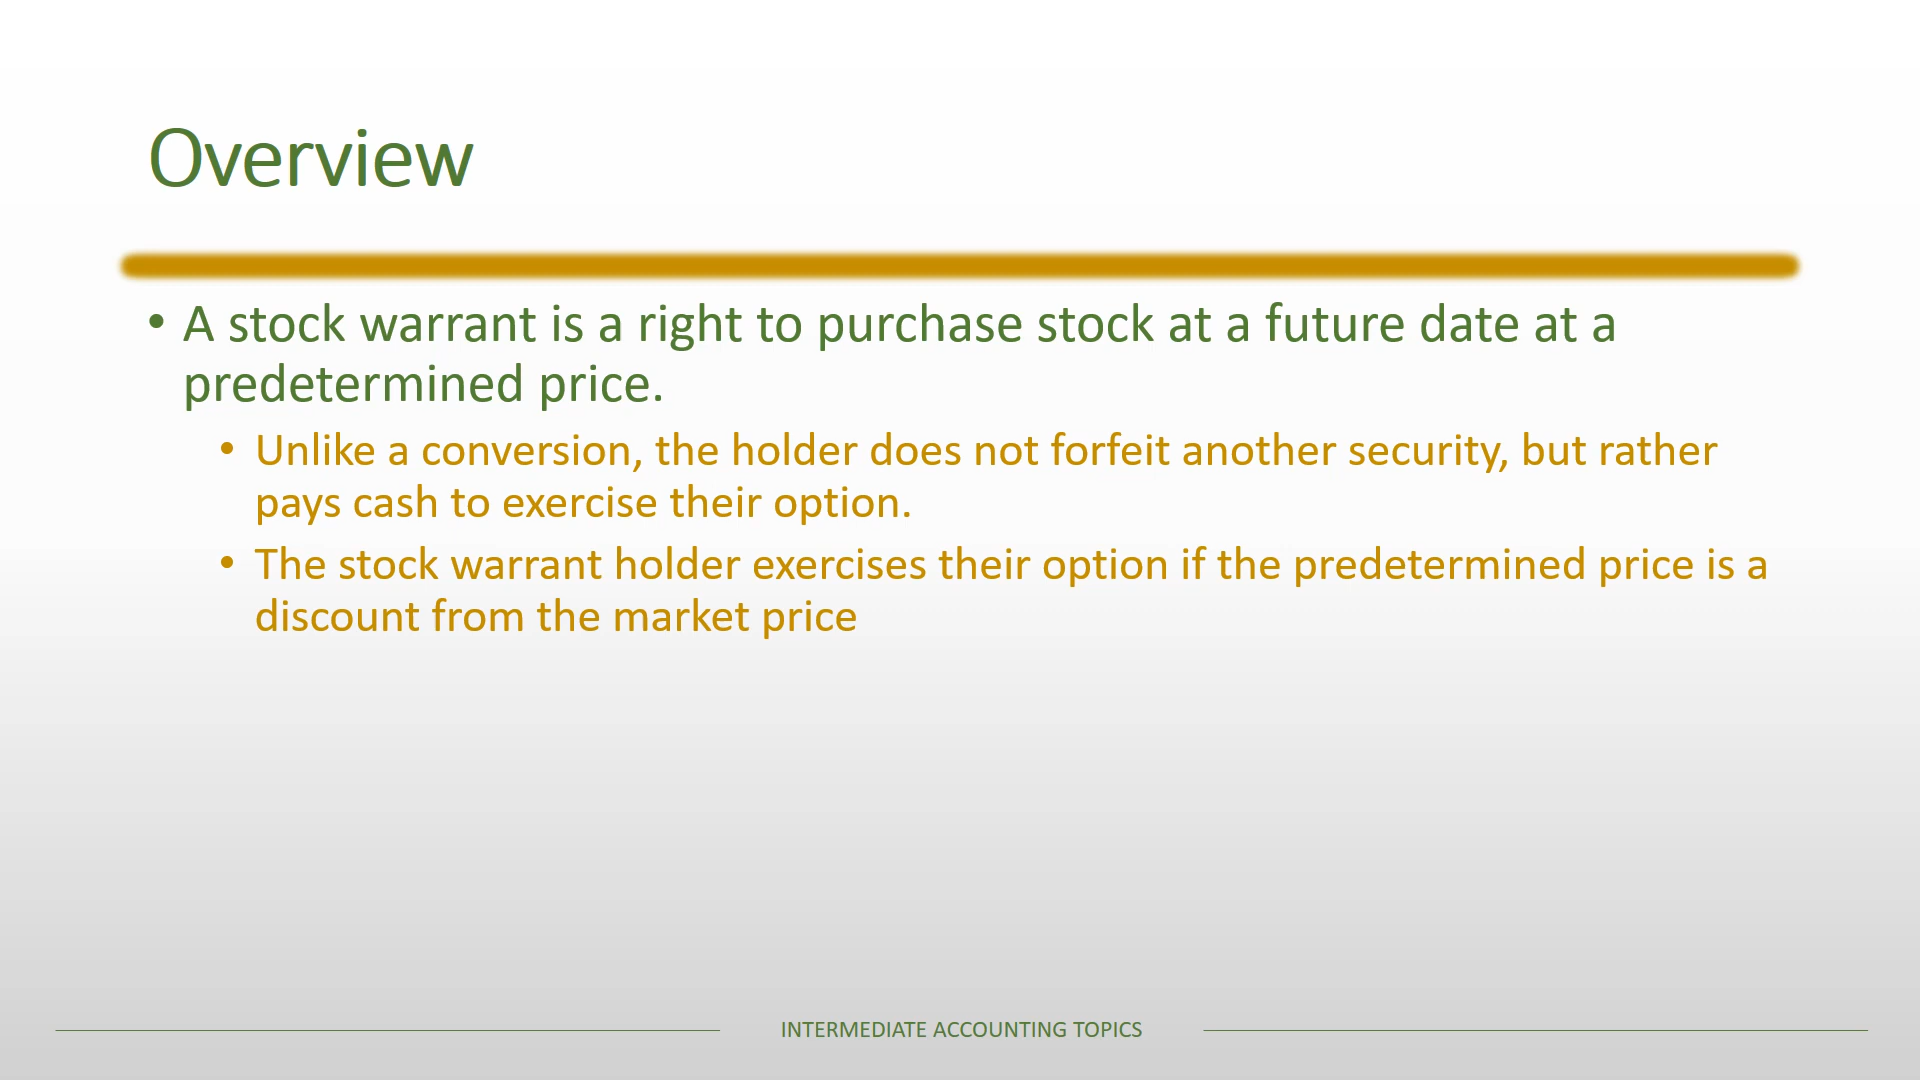 Overview
• A stock warrant is a right to purchase stock at a future date at a
predetermined price.
• Unlike a conversion, the holder does not forfeit another security, but rather
pays cash to exercise their option.
• The stock warrant holder exercises their option if the predetermined price is a
discount from the market price
INTERMEDIATE ACCOUNTING TOPICS